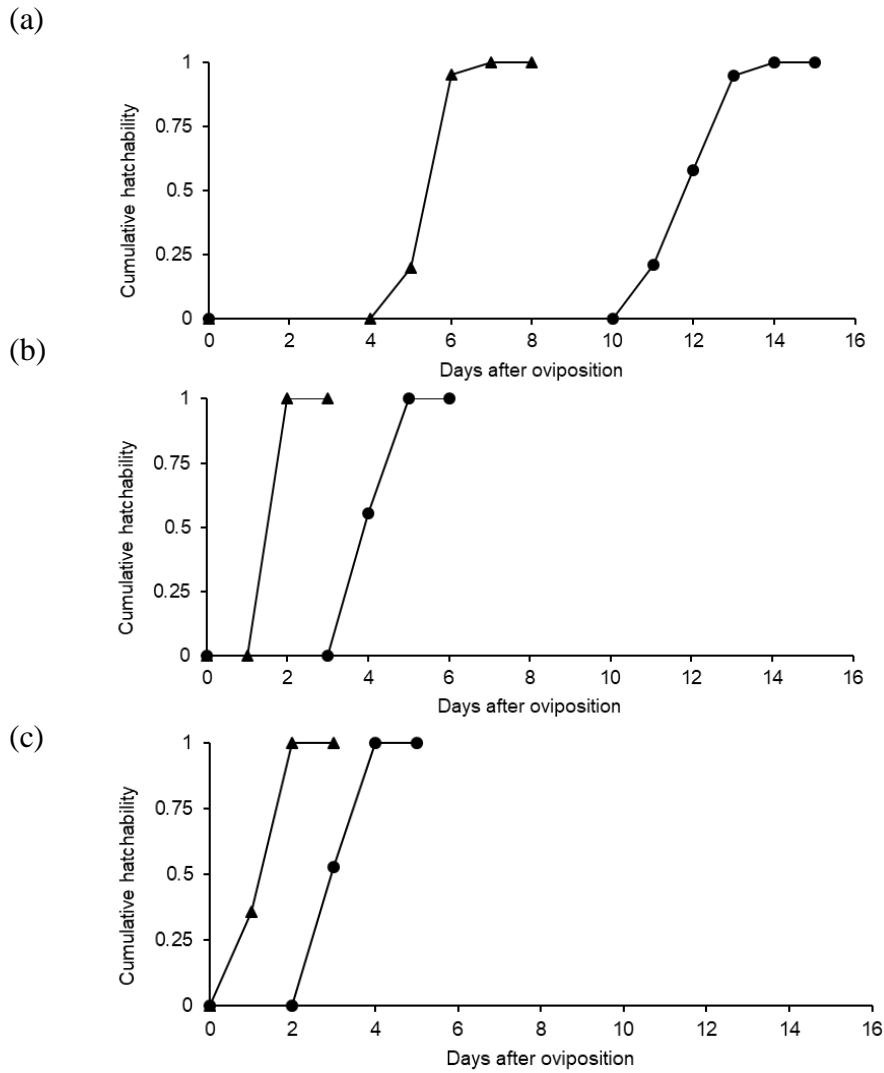 (a)
1
0.75
0.5
0.25
0
Cumulative hatchability
0 2 4 6 8 10 12 14 16
Days after oviposition
(b)
1
0.75
0.5
0.25
0
Cumulative hatchability
0 2 4 6 8 10 12 14 16
Days after oviposition
(c)
1
0.75
0.5
0.25
0
Cumulative hatchability
0 2 4 6 8 10 12 14 16
Days after oviposition